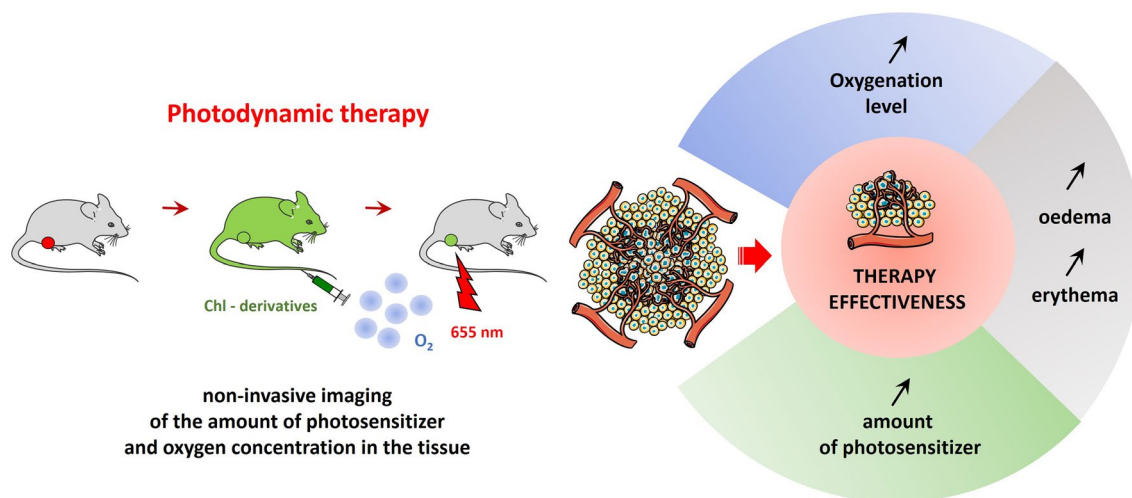 Photodynamic therapy
Chl - derivatives
O₂
655 nm
non-invasive imaging
of the amount of photosensitizer
and oxygen concentration in the tissue
Oxygenation
level
oedema
erythema
THERAPY
EFFECTIVENESS
amount
of photosensitizer